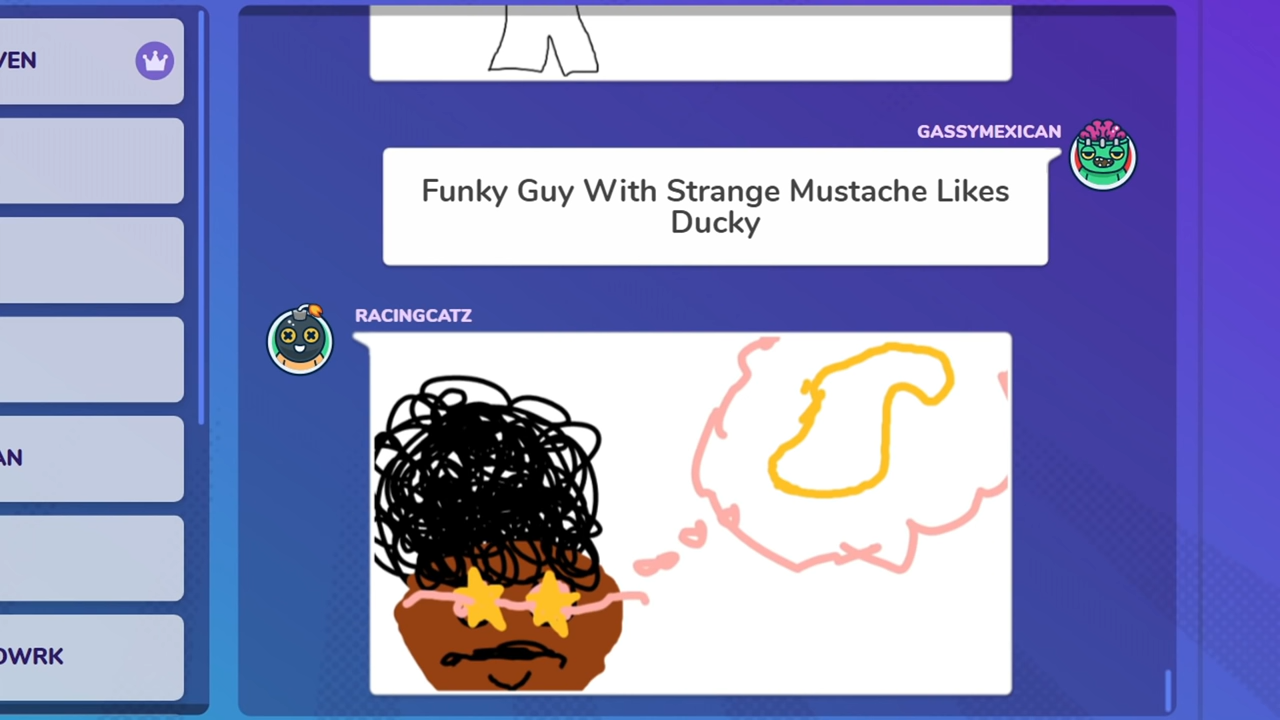 VEN
GASSYMEXICAN
Funky Guy With Strange Mustache Likes
Ducky
RACINGCATZ
AN
OWRK